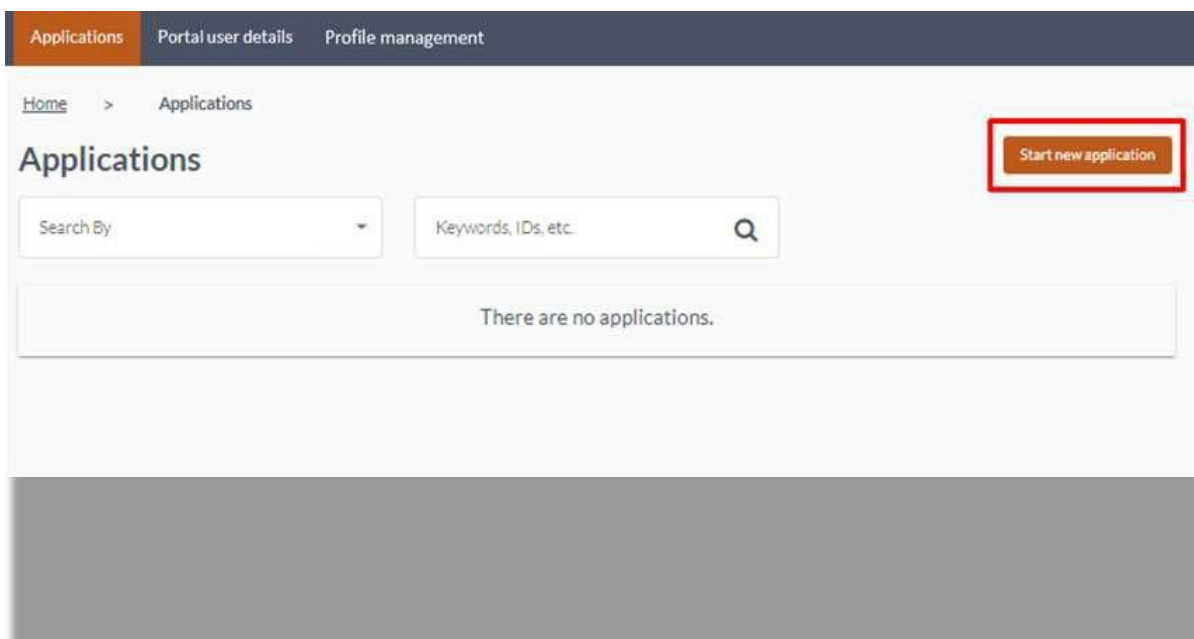 Applications Portal user details Profile management
Home > Applications
Applications
Start new application
Search By
Keywords, IDs, etc.
There are no applications.